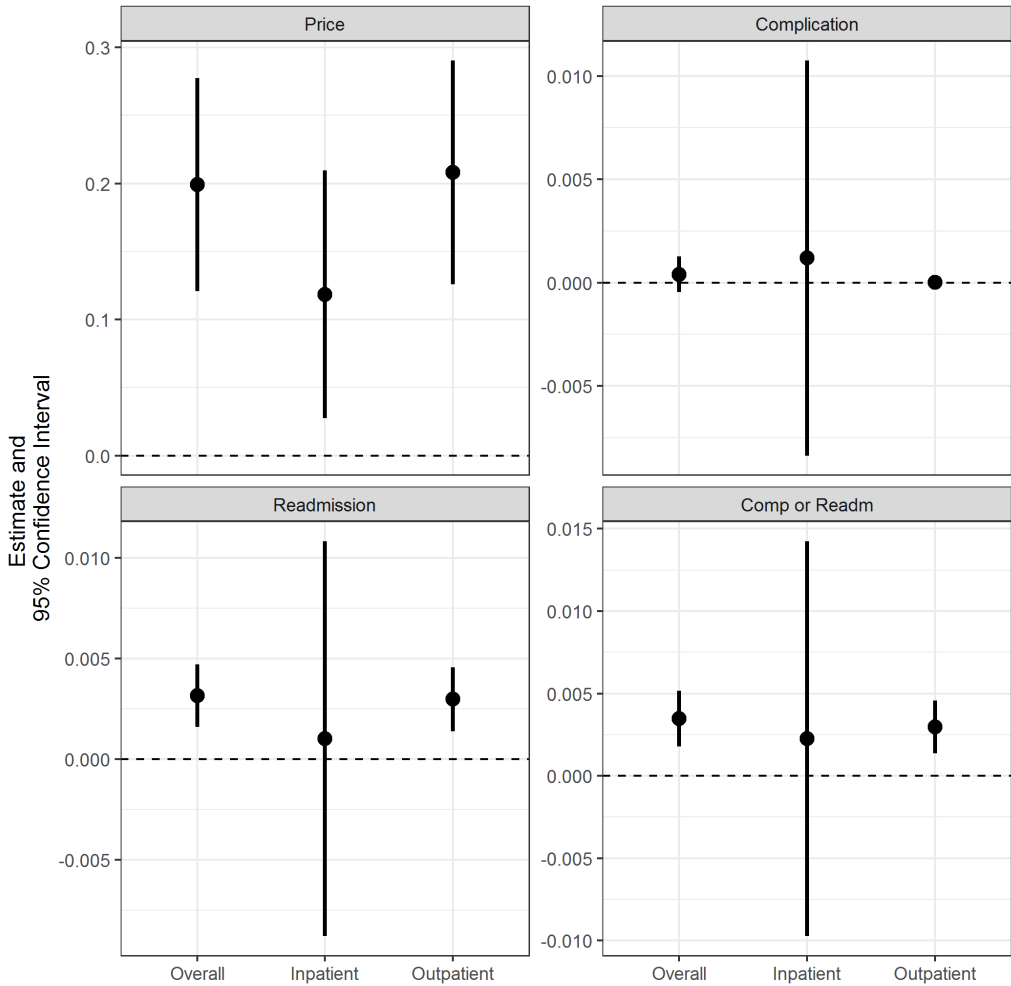 Estimate and
95% Confidence Interval
Price
0.3
0.2
0.1
0.0
Complication
0.010
0.005
0.000
-0.005
Readmission
0.010
0.005
0.000
-0.005
Overall
Inpatient
Outpatient
Comp or Readm
0.015
0.010
0.005
0.000
-0.005
-0.010
Overall
Inpatient
Outpatient